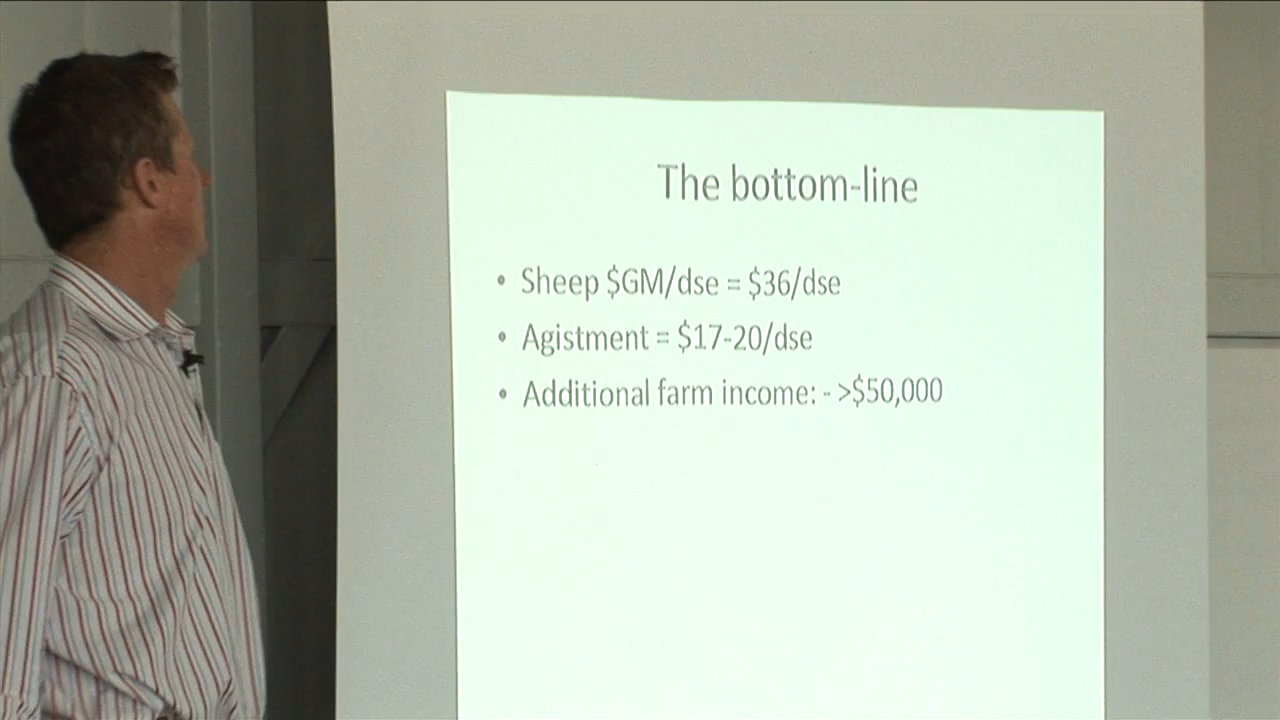 The bottom-line
• Sheep $GM/dse = $36/dse
• Agistment = $17-20/dse
• Additional farm income: - >$50,000